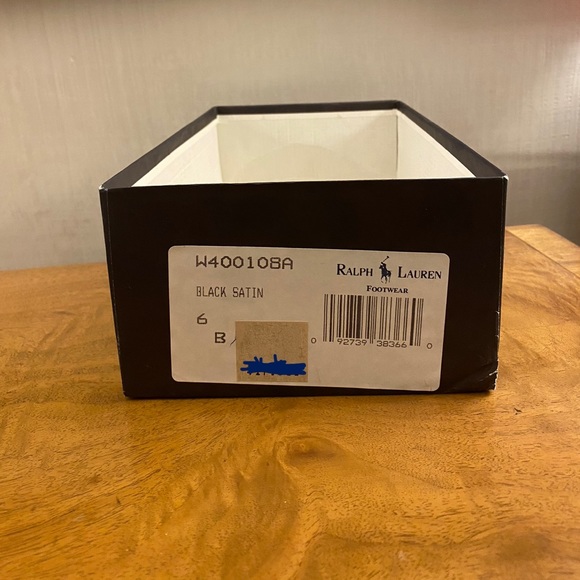 W400108A
RALPH LAUREN
FOOTWEAR
BLACK SATIN
6
B/
0 92739 38366 0